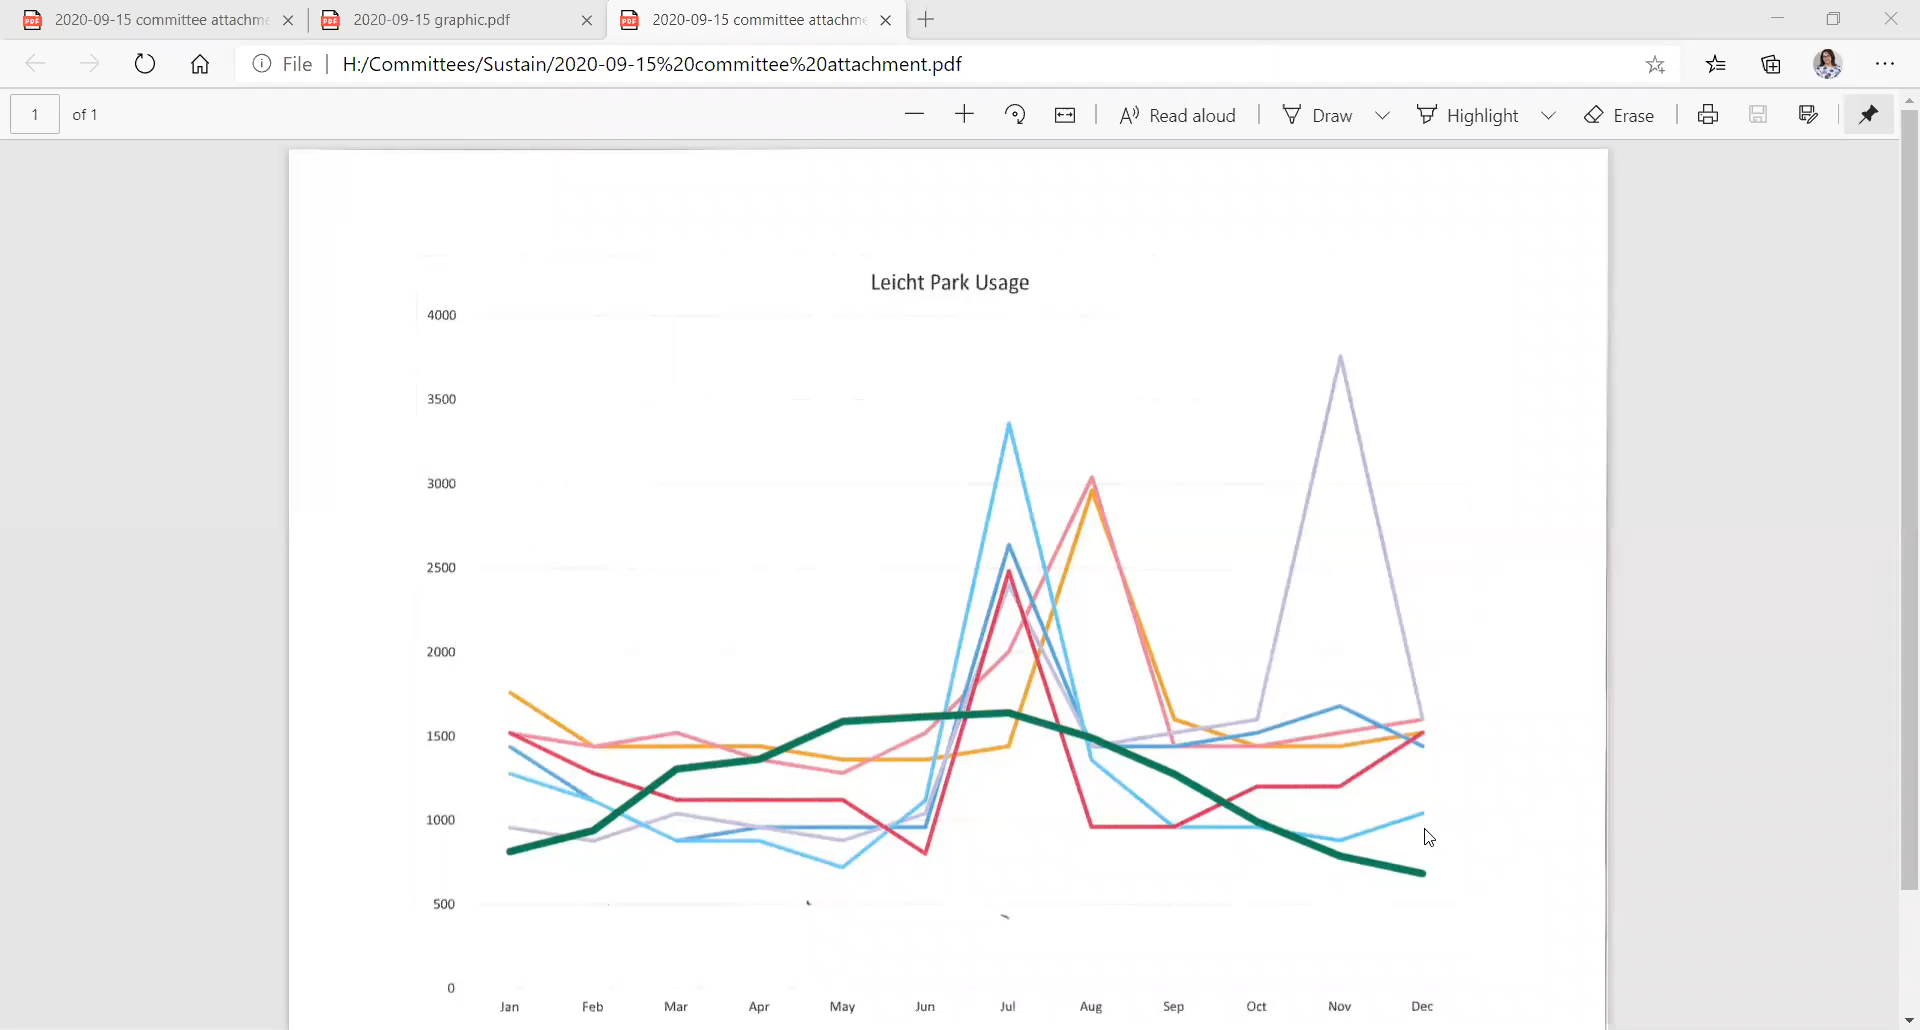 2020-09-15 committee attachme
2020-09-15 graphic.pdf
2020-09-15 committee attachme
File
H:/Committees/Sustain/2020-09-15%20committee%20attachment.pdf
1 of 1
Read aloud
Draw
Highlight
Erase
Leicht Park Usage
4000
3500
3000
2500
2000
1500
1000
500
0
Jan Feb Mar Apr May Jun Jul Aug Sep Oct Nov Dec